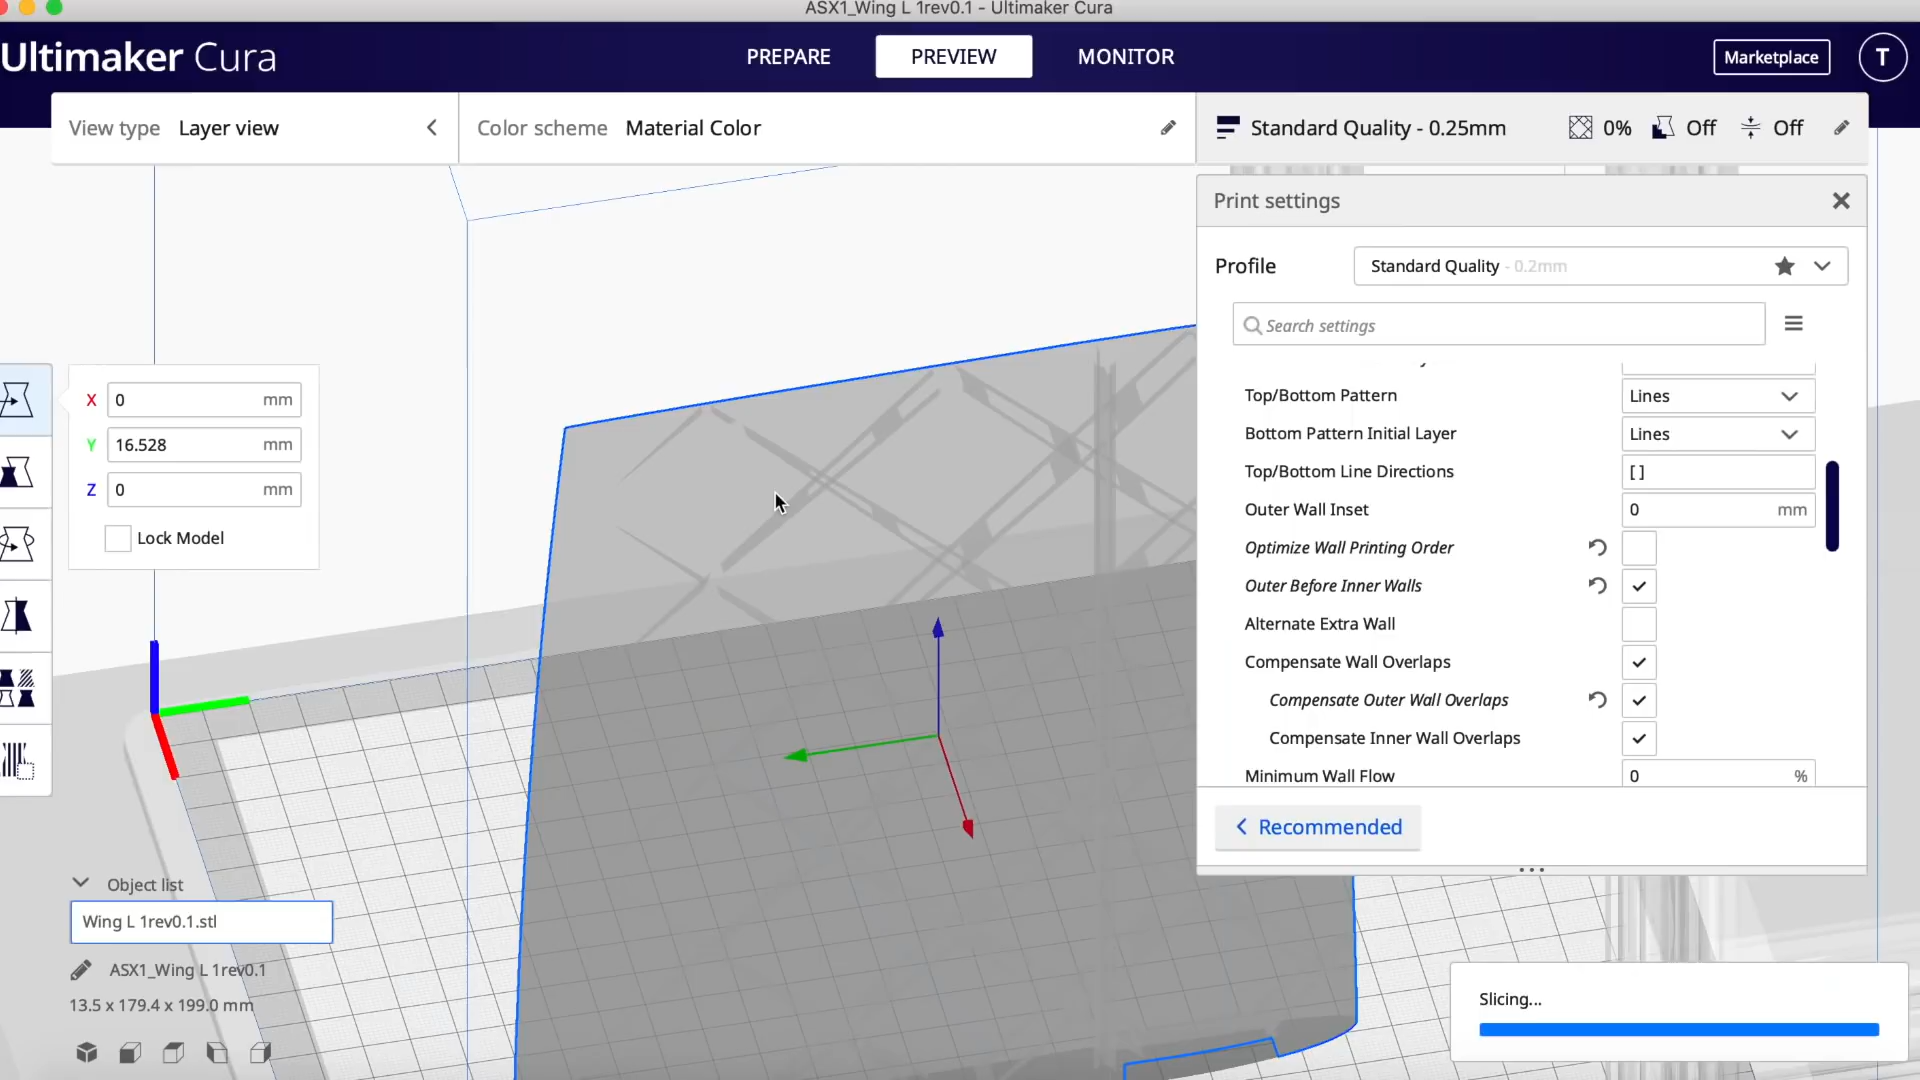 ASX1_Wing L 1rev0.1 - Ultimaker Cura
Ultimaker Cura
PREPARE
PREVIEW
MONITOR
Marketplace
T
View type Layer view
Color scheme Material Color
Standard Quality - 0.25mm
0%
Off
Off
Print settings
Profile
Standard Quality - 0.2mm
Search settings
Top/Bottom Pattern Lines
Bottom Pattern Initial Layer Lines
Top/Bottom Line Directions []
Outer Wall Inset 0 mm
Optimize Wall Printing Order
Outer Before Inner Walls
Alternate Extra Wall
Compensate Wall Overlaps
Compensate Outer Wall Overlaps
Compensate Inner Wall Overlaps
Minimum Wall Flow 0 %
Recommended
X 0 mm
Y 16.528 mm
Z 0 mm
Lock Model
Object list
Wing L 1rev0.1.stl
ASX1_Wing L 1rev0.1
13.5 x 179.4 x 199.0 mm
Slicing...